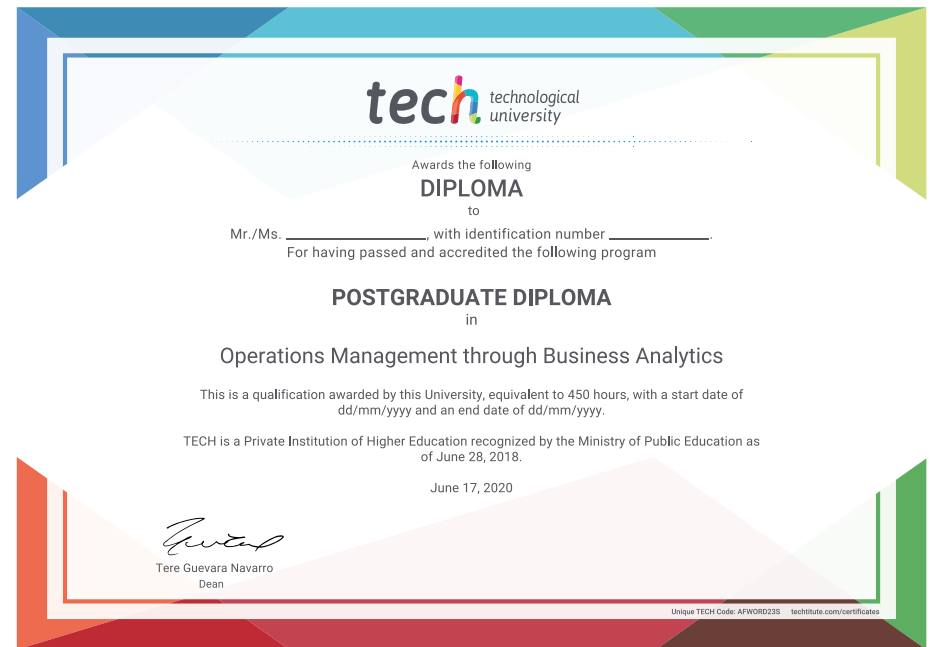 tech technological
university
Awards the following
DIPLOMA
to
Mr./Ms. ____________________, with identification number ______________.
For having passed and accredited the following program
POSTGRADUATE DIPLOMA
in
Operations Management through Business Analytics
This is a qualification awarded by this University, equivalent to 450 hours, with a start date of
dd/mm/yyyy and an end date of dd/mm/yyyy.
TECH is a Private Institution of Higher Education recognized by the Ministry of Public Education as
of June 28, 2018.
June 17, 2020
Tere Guevara Navarro
Dean
Unique TECH Code: AFWORD23S techtitute.com/certificates